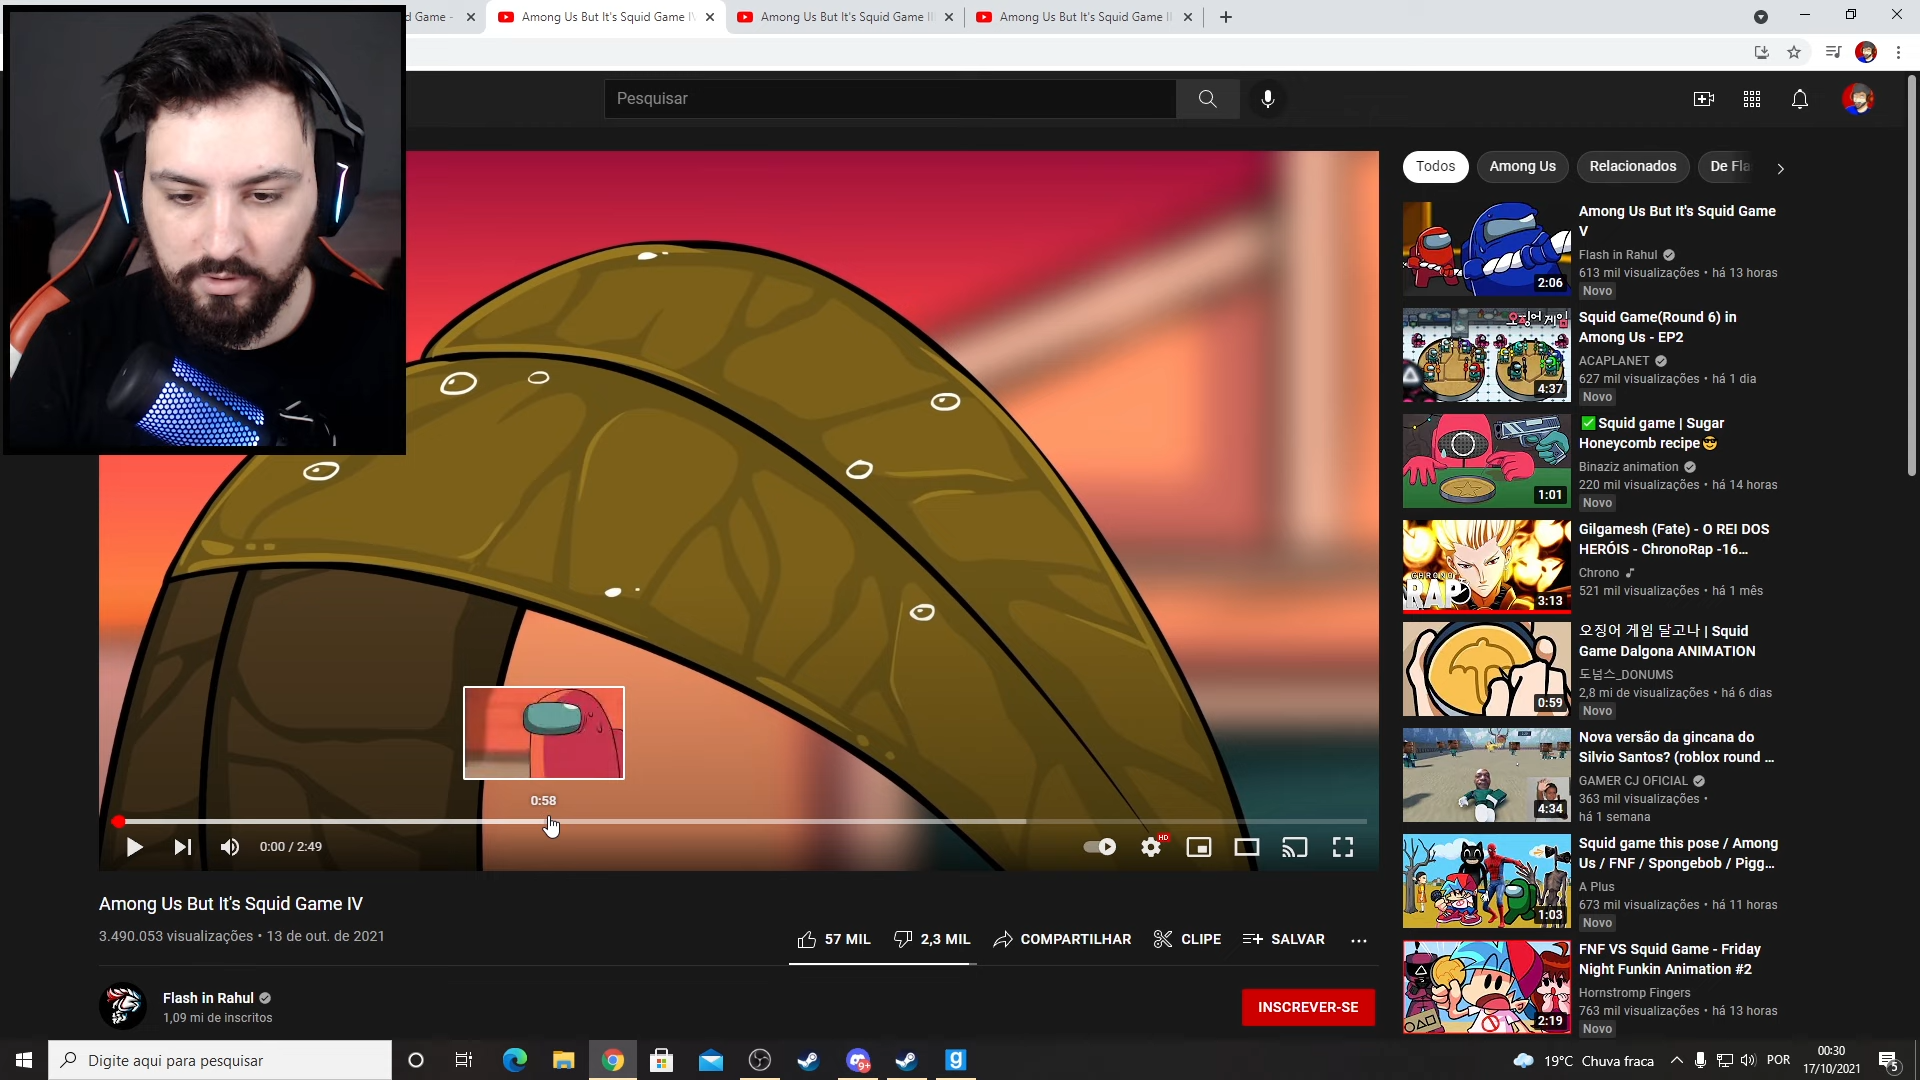 d Game -
Among Us But It's Squid Game I
Among Us But It's Squid Game II
Among Us But It's Squid Game II
Pesquisar
Todos
Among Us
Relacionados
De Fla
Among Us But It's Squid Game
V
Flash in Rahul
613 mil visualizações • há 13 horas
Novo
2:06
오징어 게임
Squid Game(Round 6) in
Among Us - EP2
ACAPLANET
627 mil visualizações • há 1 dia
Novo
4:37
✅Squid game | Sugar
Honeycomb recipe😎
Binaziz animation
220 mil visualizações • há 14 horas
Novo
1:01
Gilgamesh (Fate) - O REI DOS
HERÓIS - ChronoRap -16...
Chrono
521 mil visualizações • há 1 mês
CHRONO
RAP
3:13
오징어 게임 달고나 | Squid
Game Dalgona ANIMATION
도넘스_DONUMS
2,8 mi de visualizações • há 6 dias
Novo
0:59
Nova versão da gincana do
Silvio Santos? (roblox round ...
GAMER CJ OFICIAL
363 mil visualizações •
há 1 semana
4:34
Squid game this pose / Among
Us / FNF / Spongebob / Pigg...
A Plus
673 mil visualizações • há 11 horas
Novo
1:03
FNF VS Squid Game - Friday
Night Funkin Animation #2
Hornstromp Fingers
763 mil visualizações • há 13 horas
Novo
2:19
0:58
0:00 / 2:49
HD
Among Us But It's Squid Game IV
3.490.053 visualizações • 13 de out. de 2021
57 MIL
2,3 MIL
COMPARTILHAR
CLIPE
SALVAR
Flash in Rahul
1,09 mi de inscritos
INSCREVER-SE
Digite aqui para pesquisar
9+
19°C Chuva fraca
POR
00:30
17/10/2021
5